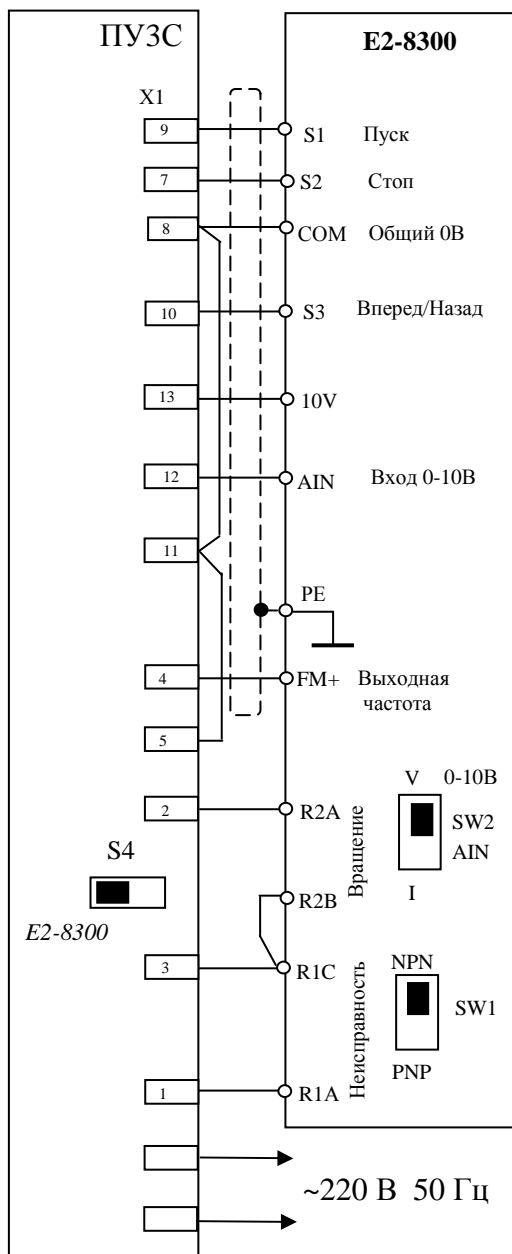 ПУ3С E2-8300
X1
9 S1 Пуск
7 S2 Стоп
8 COM Общий 0В
10 S3 Вперед/Назад
13 10V
12 AIN Вход 0-10В
11
PE
4 FM+ Выходная
частота
5
V 0-10В
2 R2A SW2
AIN
S4 Вращение
R2B I
E2-8300
3 R1C NPN
SW1
Неисправность
PNP
1 R1A
~220 В 50 Гц